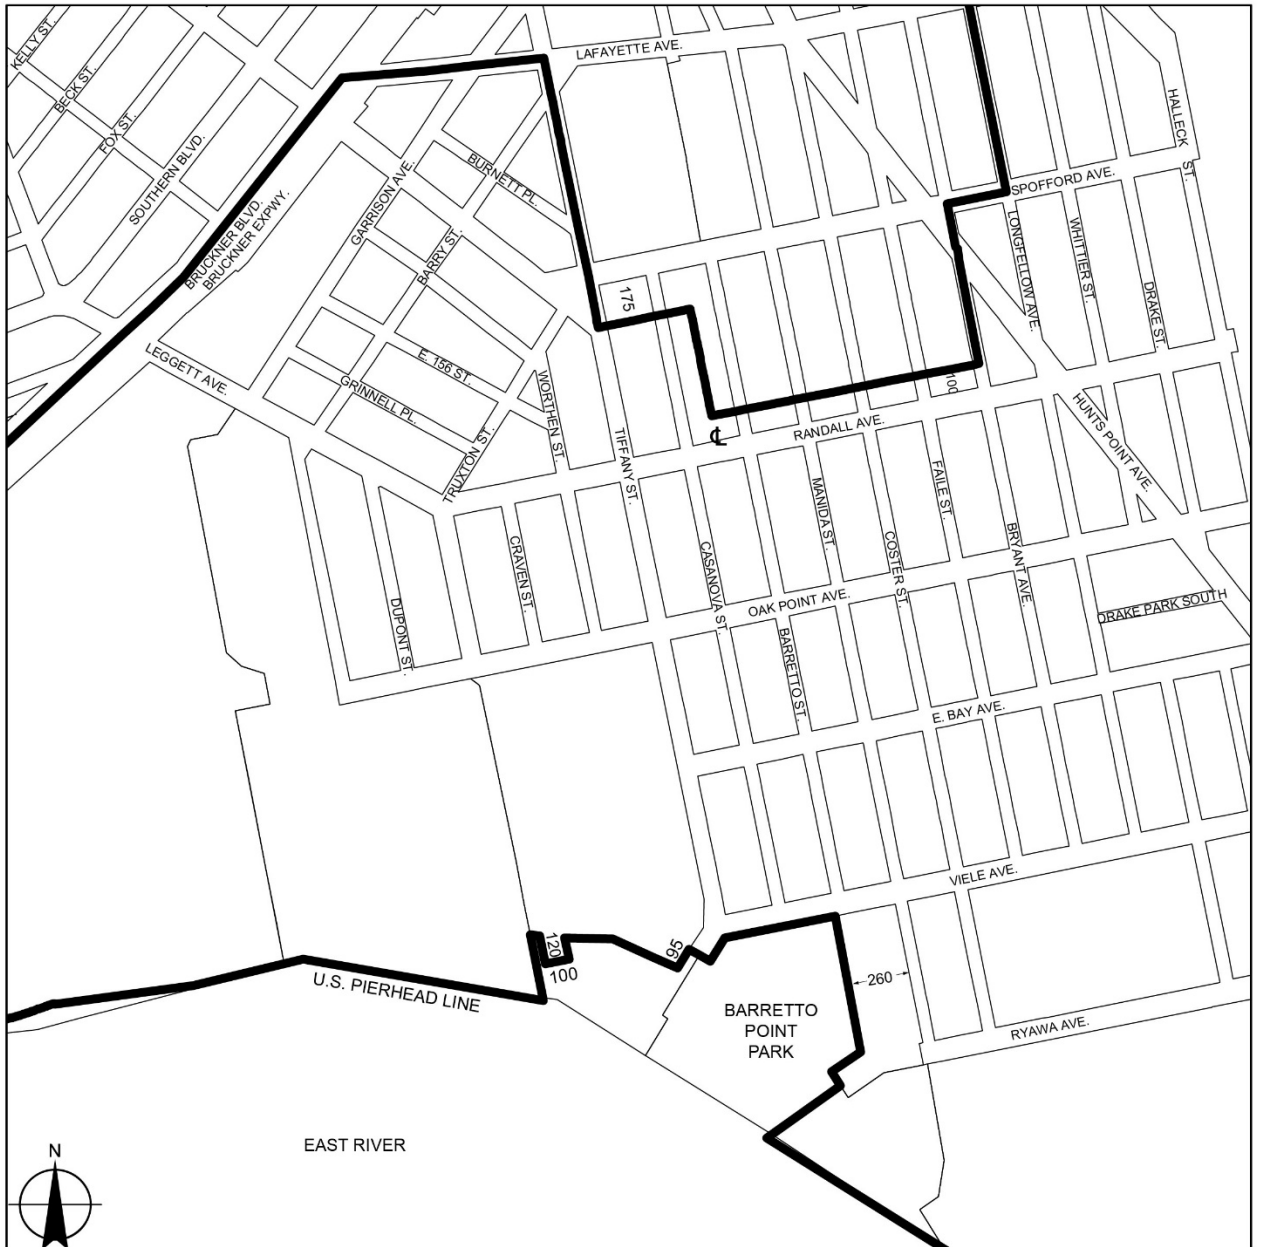 KELLY ST.
BECK ST.
FOX ST.
SOUTHERN BLVD.
LAFAYETTE AVE.
HALLECK ST.
BURNETT PL.
GARRISON AVE.
SPOFFORD AVE.
BRUCKNER BLVD.
BRUCKNER EXPWY.
BARRY ST.
LONGFELLOW AVE.
WHITTIER ST.
DRAKE ST.
175
LEGGETT AVE.
E. 156 ST.
GRINNELL PL.
WORTHEN ST.
100
TRUXTON ST.
TIFFANY ST.
℄
RANDALL AVE.
HUNTS POINT AVE.
MANIDA ST.
FAILE ST.
CRAVEN ST.
CASANOVA ST.
COSTER ST.
BRYANT AVE.
DUPONT ST.
OAK POINT AVE.
DRAKE PARK SOUTH
BARRETTO ST.
E. BAY AVE.
VIELE AVE.
120
100
95
U.S. PIERHEAD LINE
260
BARRETTO
POINT
PARK
RYAWA AVE.
EAST RIVER
N